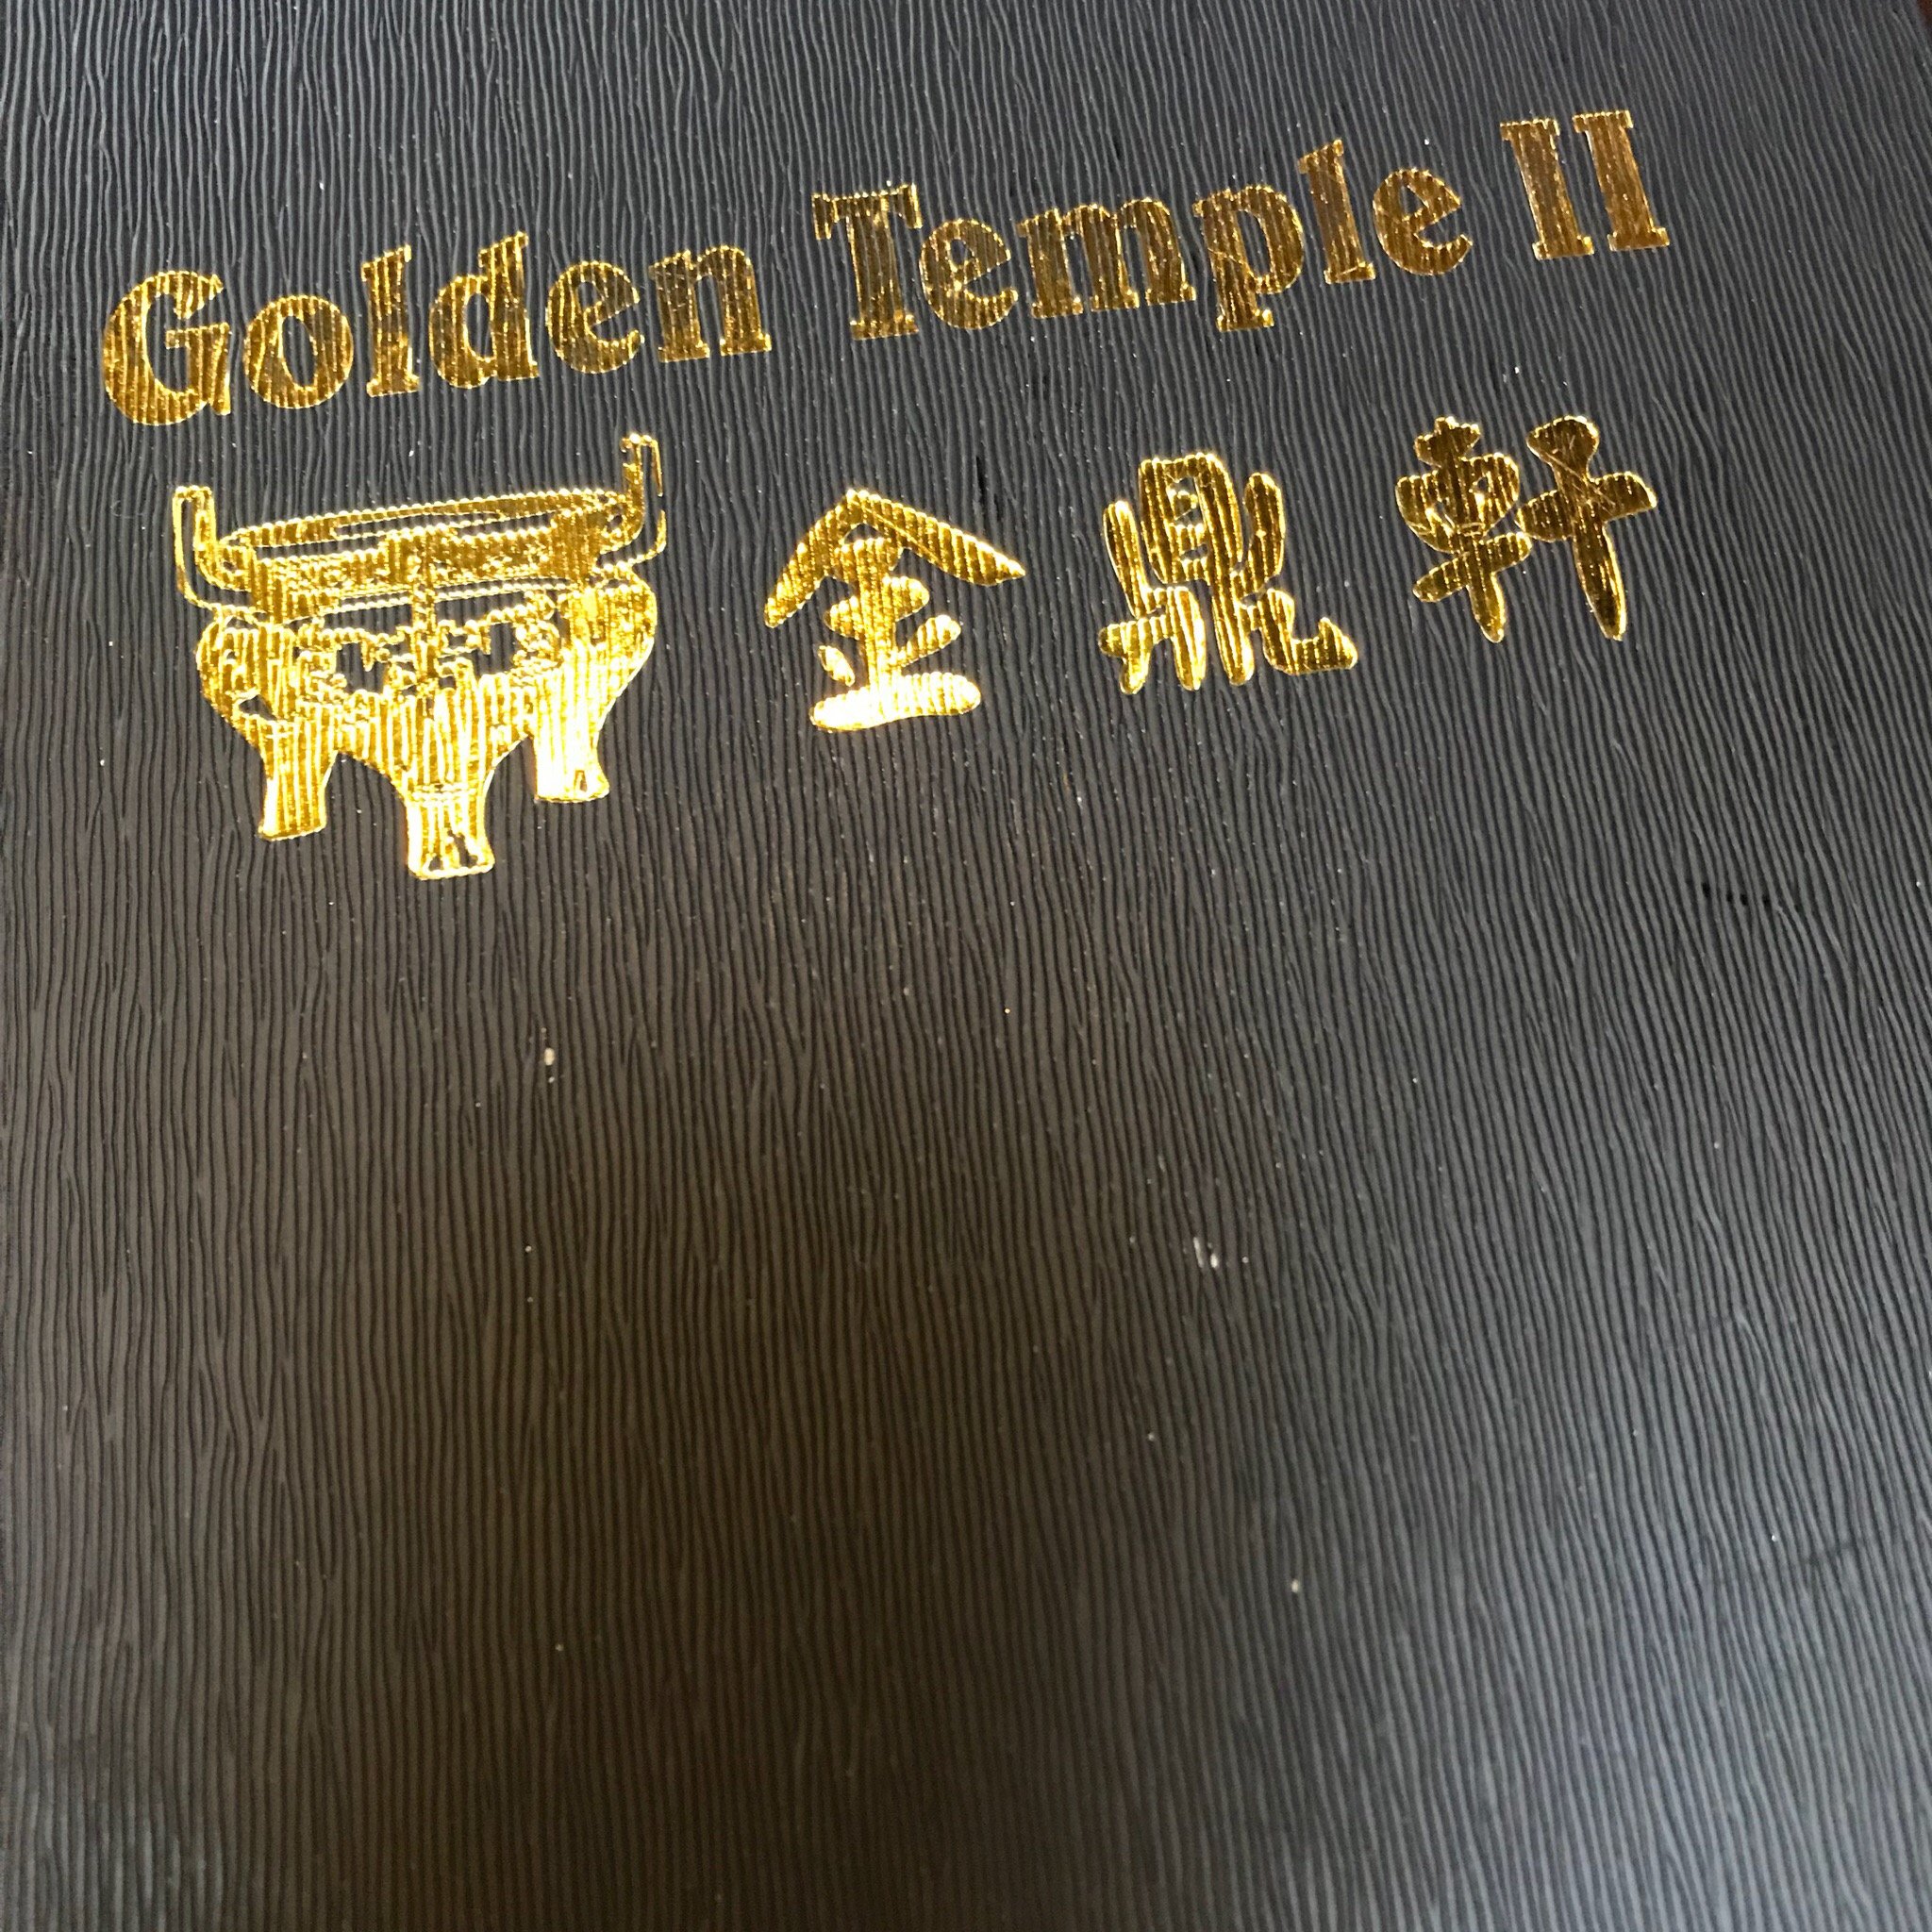 Golden Temple II
金鼎軒